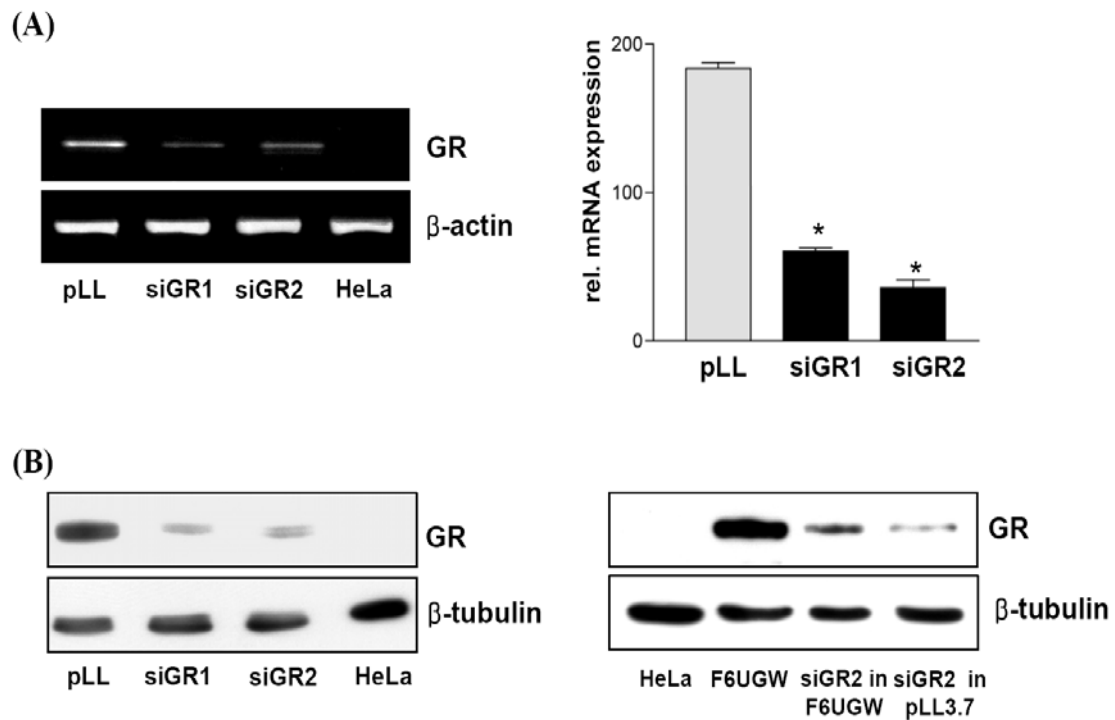 (A)
GR
β-actin
pLL siGR1 siGR2 HeLa
rel. mRNA expression
200
100
0
*
*
pLL siGR1 siGR2
(B)
GR
β-tubulin
pLL siGR1 siGR2 HeLa
GR
β-tubulin
HeLa F6UGW siGR2 in siGR2 in
F6UGW pLL3.7